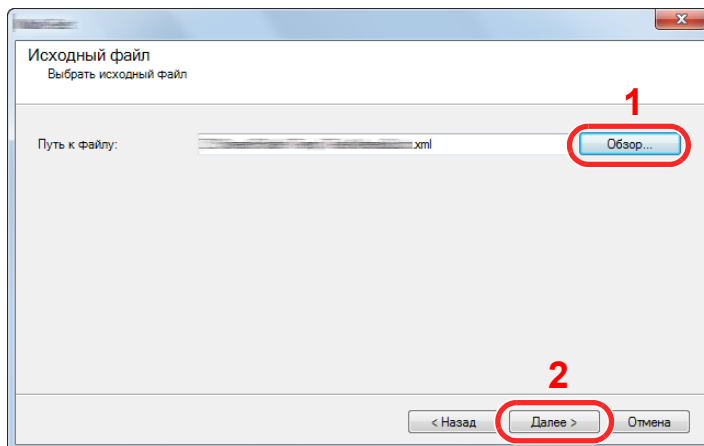 Исходный файл
Выбрать исходный файл
1
Путь к файлу: .xml Обзор...
2
< Назад Далее > Отмена